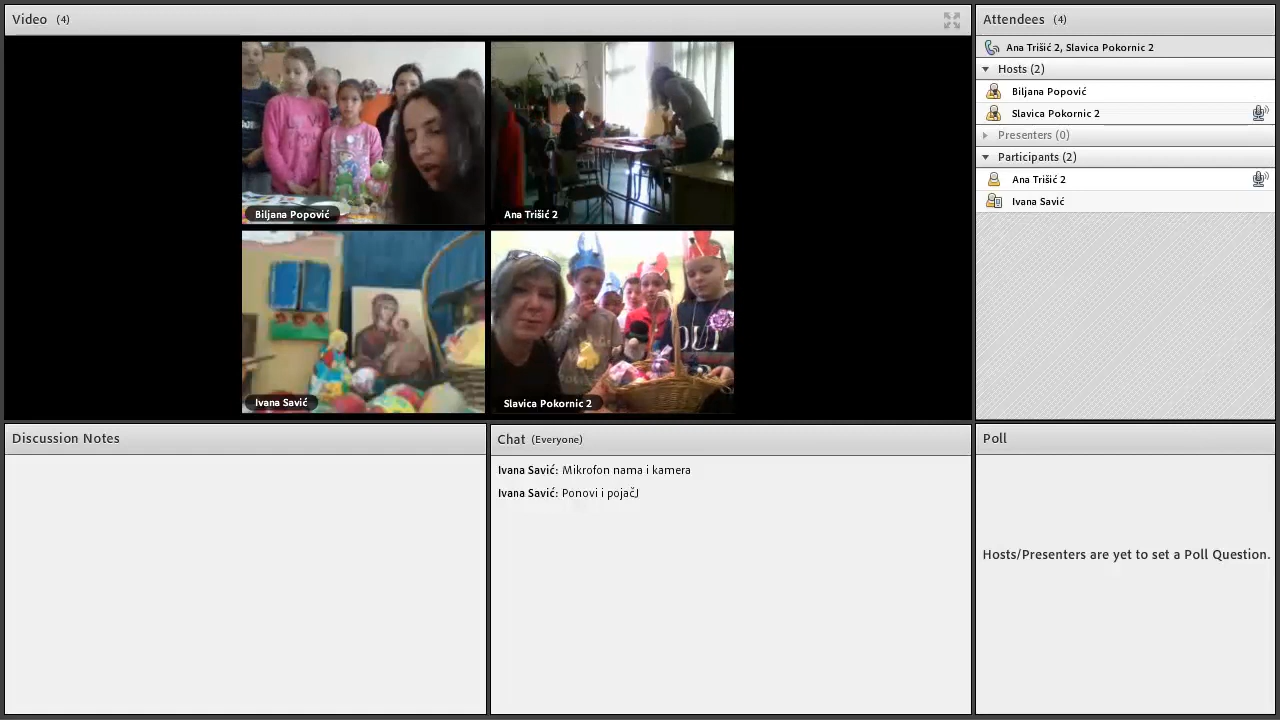 Video (4)
Biljana Popović
Ana Trišić 2
Ivana Savić
Slavica Pokornic 2
Attendees (4)
Ana Trišić 2, Slavica Pokornic 2
Hosts (2)
Biljana Popović
Slavica Pokornic 2
Presenters (0)
Participants (2)
Ana Trišić 2
Ivana Savić
Discussion Notes
Chat (Everyone)
Ivana Savić: Mikrofon nama i kamera
Ivana Savić: Ponovi i pojačJ
Poll
Hosts/Presenters are yet to set a Poll Question.